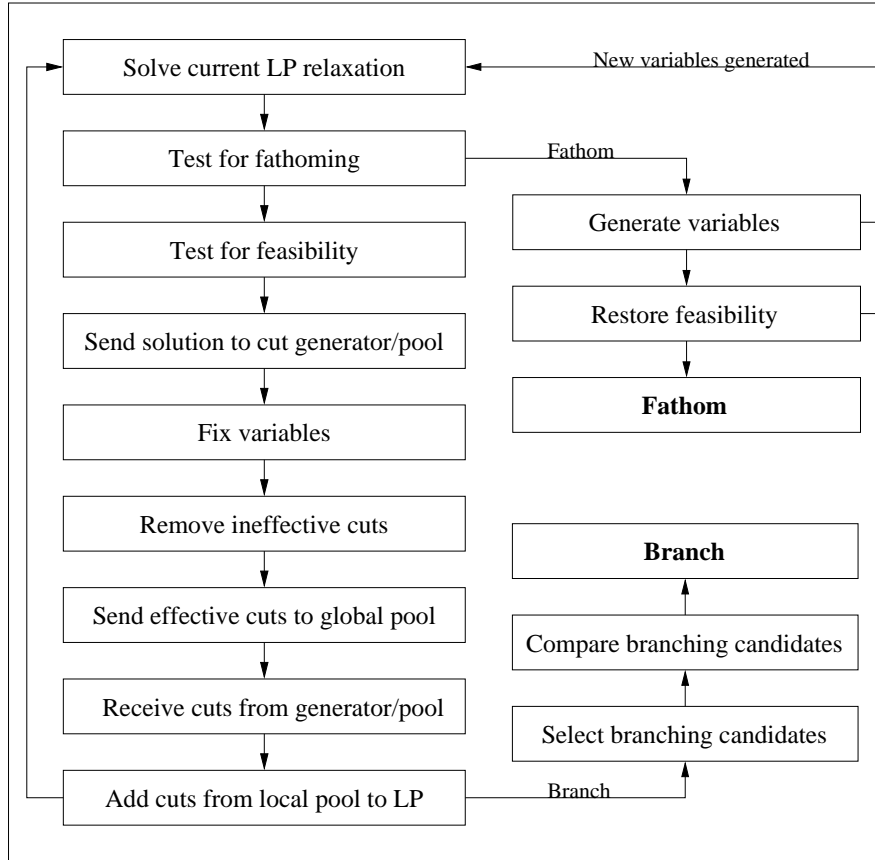 Solve current LP relaxation
New variables generated
Test for fathoming
Fathom
Generate variables
Test for feasibility
Restore feasibility
Send solution to cut generator/pool
Fathom
Fix variables
Remove ineffective cuts
Branch
Send effective cuts to global pool
Compare branching candidates
Receive cuts from generator/pool
Select branching candidates
Add cuts from local pool to LP
Branch